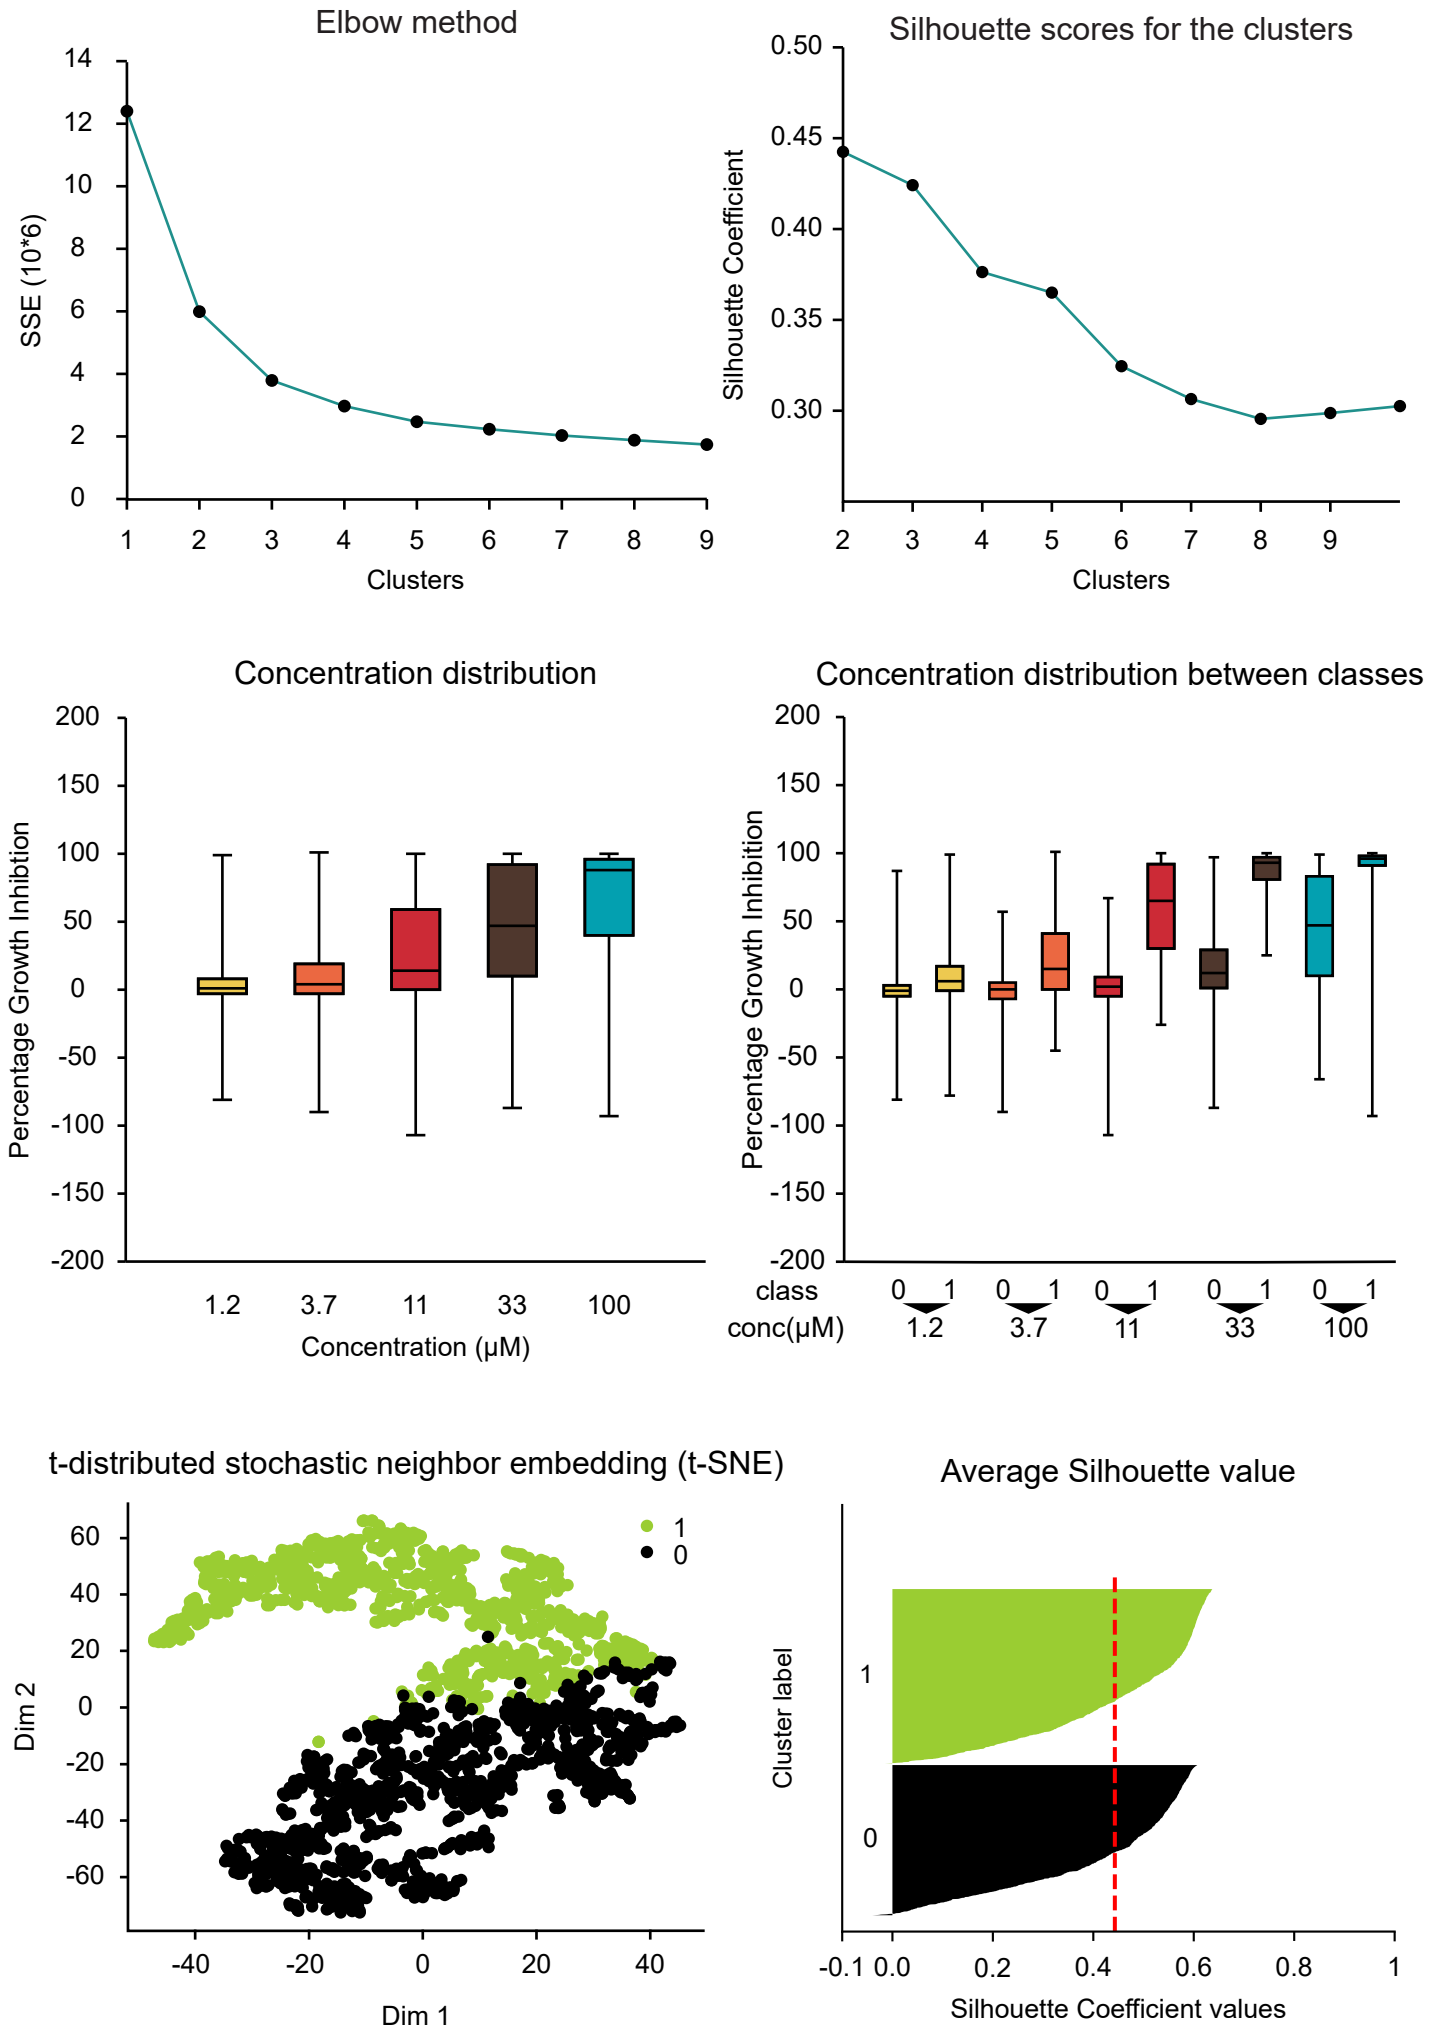 Elbow method
14
12
10
8
6
4
2
0
SSE (10*6)
1 2 3 4 5 6 7 8 9
Clusters
Silhouette scores for the clusters
0.50
0.45
0.40
0.35
0.30
Silhouette Coefficient
2 3 4 5 6 7 8 9
Clusters
Concentration distribution
200
150
100
50
0
-50
-100
-150
-200
Percentage Growth Inhibtion
1.2 3.7 11 33 100
Concentration (µM)
Concentration distribution between classes
200
150
100
50
0
-50
-100
-150
-200
Percentage Growth Inhibition
class 0 1 0 1 0 1 0 1 0 1
conc(µM) 1.2 3.7 11 33 100
t-distributed stochastic neighbor embedding (t-SNE)
1
0
60
40
20
0
-20
-40
-60
Dim 2
-40 -20 0 20 40
Dim 1
Average Silhouette value
Cluster label
1
0
-0.1 0.0 0.2 0.4 0.6 0.8 1
Silhouette Coefficient values